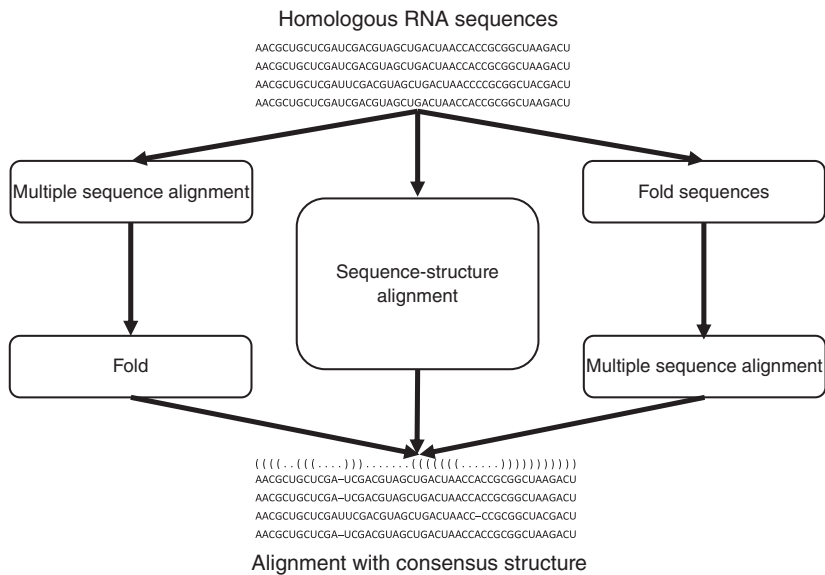 Homologous RNA sequences
AACGCUGCUCGAUCGACGUAGCUGACUAACCACCGCGGCUAAGACU
AACGCUGCUCGAUCGACGUAGCUGACUAACCACCGCGGCUAAGACU
AACGCUGCUCGAUUCGACGUAGCUGACUAACCCCGCGGCUACGACU
AACGCUGCUCGAUCGACGUAGCUGACUAACCACCGCGGCUAAGACU
Multiple sequence alignment
Fold sequences
Sequence-structure
alignment
Fold
Multiple sequence alignment
((((..(((....))).......(((((((......)))))))))))
AACGCUGCUCGA–UCGACGUAGCUGACUAACCACCGCGGCUAAGACU
AACGCUGCUCGA–UCGACGUAGCUGACUAACCACCGCGGCUAAGACU
AACGCUGCUCGAUUCGACGUAGCUGACUAACC–CCGCGGCUACGACU
AACGCUGCUCGA–UCGACGUAGCUGACUAACCACCGCGGCUAAGACU
Alignment with consensus structure